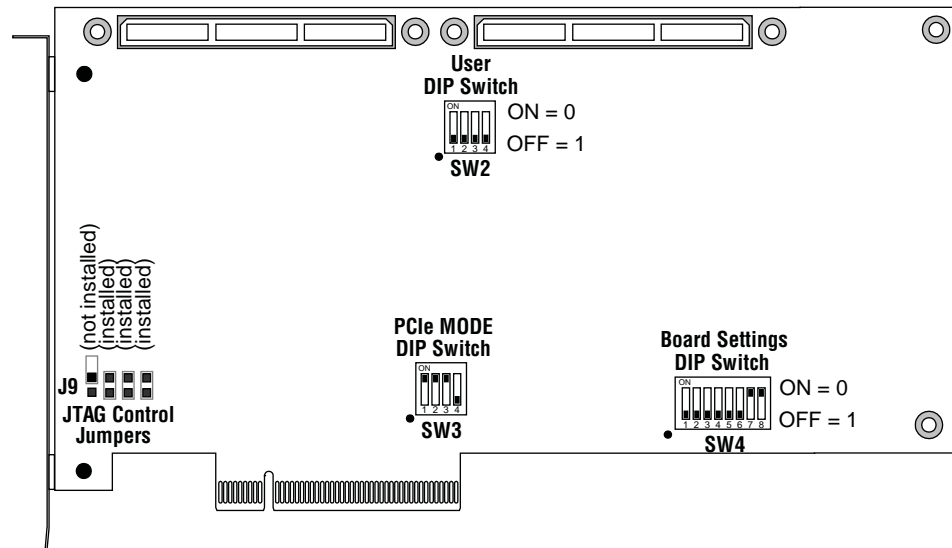 User
DIP Switch
ON
1 2 3 4
ON = 0
OFF = 1
SW2
(not installed)
(installed)
(installed)
(installed)
J9
JTAG Control
Jumpers
PCIe MODE
DIP Switch
ON
1 2 3 4
SW3
Board Settings
DIP Switch
ON
1 2 3 4 5 6 7 8
ON = 0
OFF = 1
SW4